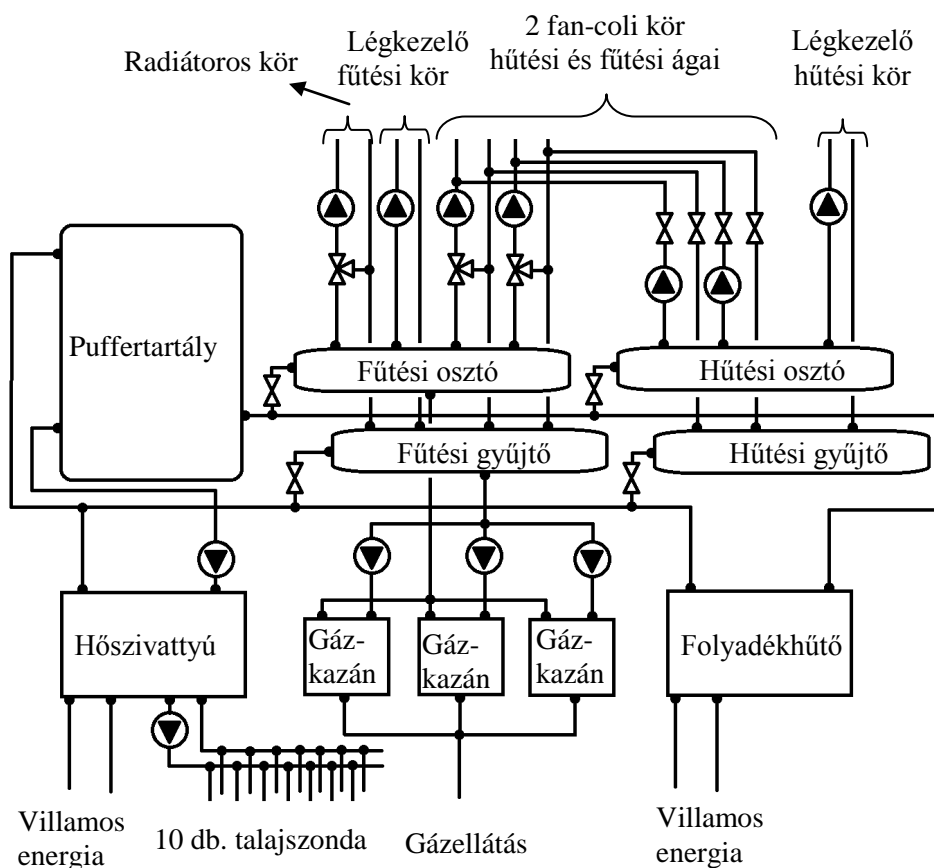 Radiátoros kör
Légkezelő
fűtési kör
2 fan-coli kör
hűtési és fűtési ágai
Légkezelő
hűtési kör
Puffertartály
Fűtési osztó
Hűtési osztó
Fűtési gyűjtő
Hűtési gyűjtő
Hőszivattyú
Gáz-
kazán
Gáz-
kazán
Gáz-
kazán
Folyadékhűtő
Villamos
energia
10 db. talajszonda
Gázellátás
Villamos
energia